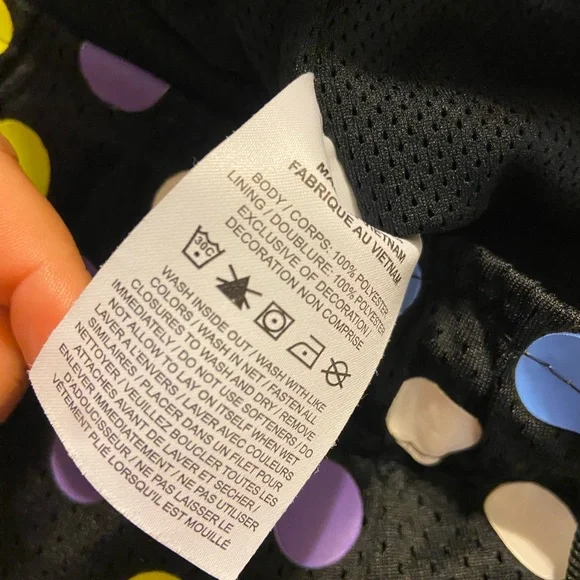 FABRIQUE AU VIETNAM
BODY / CORPS: 100% POLYESTER
LINING / DOUBLURE: 100% POLYESTER
EXCLUSIVE OF DECORATION /
DECORATION NON COMPRISE
30C
WASH INSIDE OUT / WASH WITH LIKE
COLORS / WASH IN NET / FASTEN ALL
CLOSURES TO WASH AND DRY / REMOVE
IMMEDIATELY / DO NOT USE SOFTENERS / DO
NOT ALLOW TO LAY ON ITSELF WHEN WET
LAVER A L'ENVERS / LAVER AVEC COULEURS
SIMILAIRES / PLACER DANS UN FILET POUR
NETTOYER / VEUILLEZ BOUCLER TOUTES LES
ATTACHES AVANT DE LAVER ET SÉCHER /
ENLEVER IMMÉDIATEMENT / NE PAS UTILISER
D'ADOUCISSEUR / NE PAS LAISSER LE
VÊTEMENT PLIÉ LORSQU'IL EST MOUILLÉ